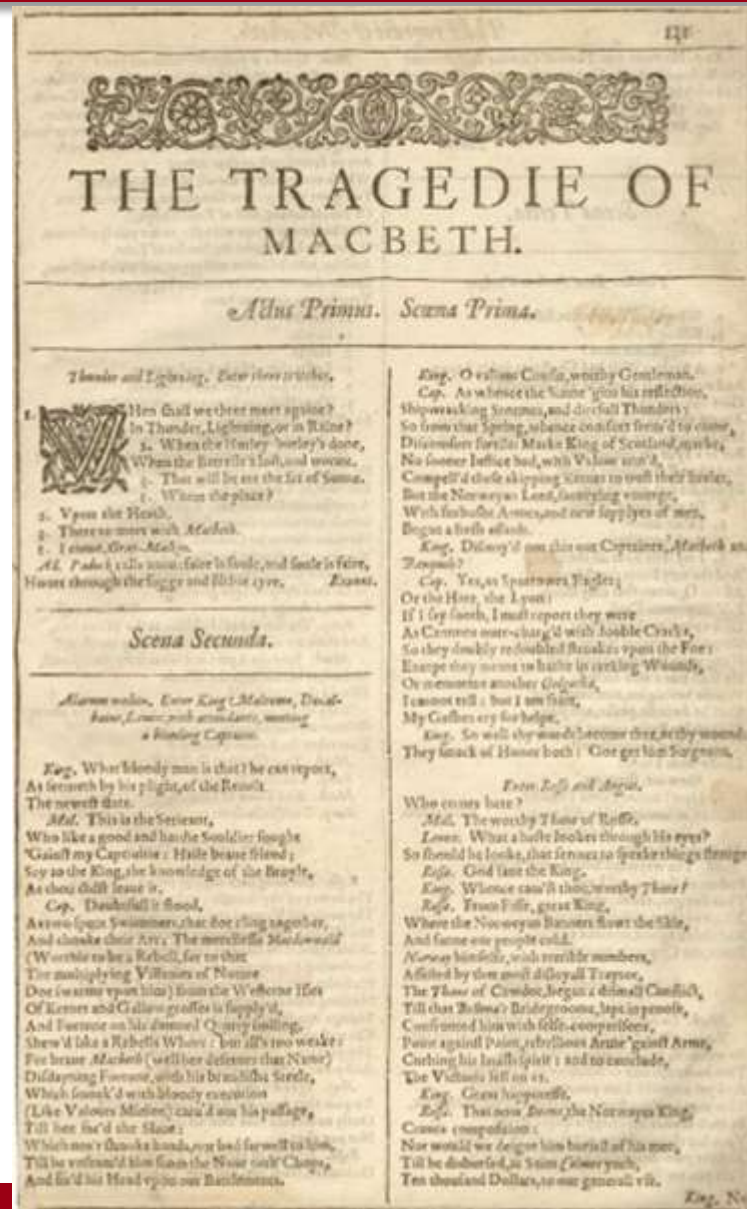 131
THE TRAGEDIE OF
MACBETH.
Actus Primus. Scœna Prima.
Thunder and Lightning. Enter three Witches.
1. WHen shall we three meet againe?
In Thunder, Lightning, or in Raine?
2. When the Hurley-burley's done,
When the Battaile's lost, and wonne.
3. That will be ere the set of Sunne.
1. Where the place?
2. Vpon the Heath.
3. There to meet with Macbeth.
1. I come, Gray-Malkin.
All. Padock calls anon: faire is foule, and foule is faire,
Houer through the fogge and filthie ayre. Exeunt.
Scena Secunda.
Alarum within. Enter King, Malcome, Donal-
baine, Lenox, with attendants, meeting
a bleeding Captaine.
King. What bloody man is that? he can report,
As seemeth by his plight, of the Reuolt
The newest state.
Mal. This is the Serieant,
Who like a good and hardie Souldier fought
'Gainst my Captiuitie: Haile braue friend;
Say to the King, the knowledge of the Broyle,
As thou didst leaue it.
Cap. Doubtfull it stood,
As two spent Swimmers, that doe cling together,
And choake their Art: The mercilesse Macdonwald
(Worthie to be a Rebell, for to that
The multiplying Villanies of Nature
Doe swarme vpon him) from the Westerne Isles
Of Kernes and Gallowgrosses is supply'd,
And Fortune on his damned Quarry smiling,
Shew'd like a Rebells Whore: but all's too weake:
For braue Macbeth (well hee deserues that Name)
Disdayning Fortune, with his brandisht Steele,
Which smoak'd with bloody execution
(Like Valours Minion) caru'd out his passage,
Till hee fac'd the Slaue:
Which neu'r shooke hands, nor bad farwell to him,
Till he vnseam'd him from the Naue toth' Chops,
And fix'd his Head vpon our Battlements.
King. O valiant Cousin, worthy Gentleman.
Cap. As whence the Sunne 'gins his reflection,
Shipwracking Stormes, and direfull Thunders:
So from that Spring, whence comfort seem'd to come,
Discomfort swells: Marke King of Scotland, marke,
No sooner Iustice had, with Valour arm'd,
Compell'd these skipping Kernes to trust their heeles,
But the Norweyan Lord, surueying vantage,
With furbusht Armes, and new supplyes of men,
Began a fresh assault.
King. Dismay'd not this our Captaines, Macbeth and
Banquoh?
Cap. Yes, as Sparrowes Eagles;
Or the Hare, the Lyon:
If I say sooth, I must report they were
As Cannons ouer-charg'd with double Cracks,
So they doubly redoubled stroakes vpon the Foe:
Except they meant to bathe in reeking Wounds,
Or memorize another Golgotha,
I cannot tell: but I am faint,
My Gashes cry for helpe.
King. So well thy words become thee, as thy wounds,
They smack of Honor both: Goe get him Surgeons.
Enter Rosse and Angus.
Who comes here?
Mal. The worthy Thane of Rosse.
Lenox. What a haste lookes through his eyes?
So should he looke, that seemes to speake things strange.
Rosse. God saue the King.
King. Whence cam'st thou, worthy Thane?
Rosse. From Fiffe, great King,
Where the Norweyan Banners flowt the Skie,
And fanne our people cold.
Norway himselfe, with terrible numbers,
Assisted by that most disloyall Traytor,
The Thane of Cawdor, began a dismall Conflict,
Till that Bellona's Bridegroome, lapt in proofe,
Confronted him with selfe-comparisons,
Point against Point, rebellious Arme 'gainst Arme,
Curbing his lauish spirit: and to conclude,
The Victorie fell on vs.
King. Great happinesse.
Rosse. That now Sweno, the Norwayes King,
Craues composition:
Nor would we deigne him buriall of his men,
Till he disbursed, at Saint Colmes ynch,
Ten thousand Dollars, to our generall vse.
King. No